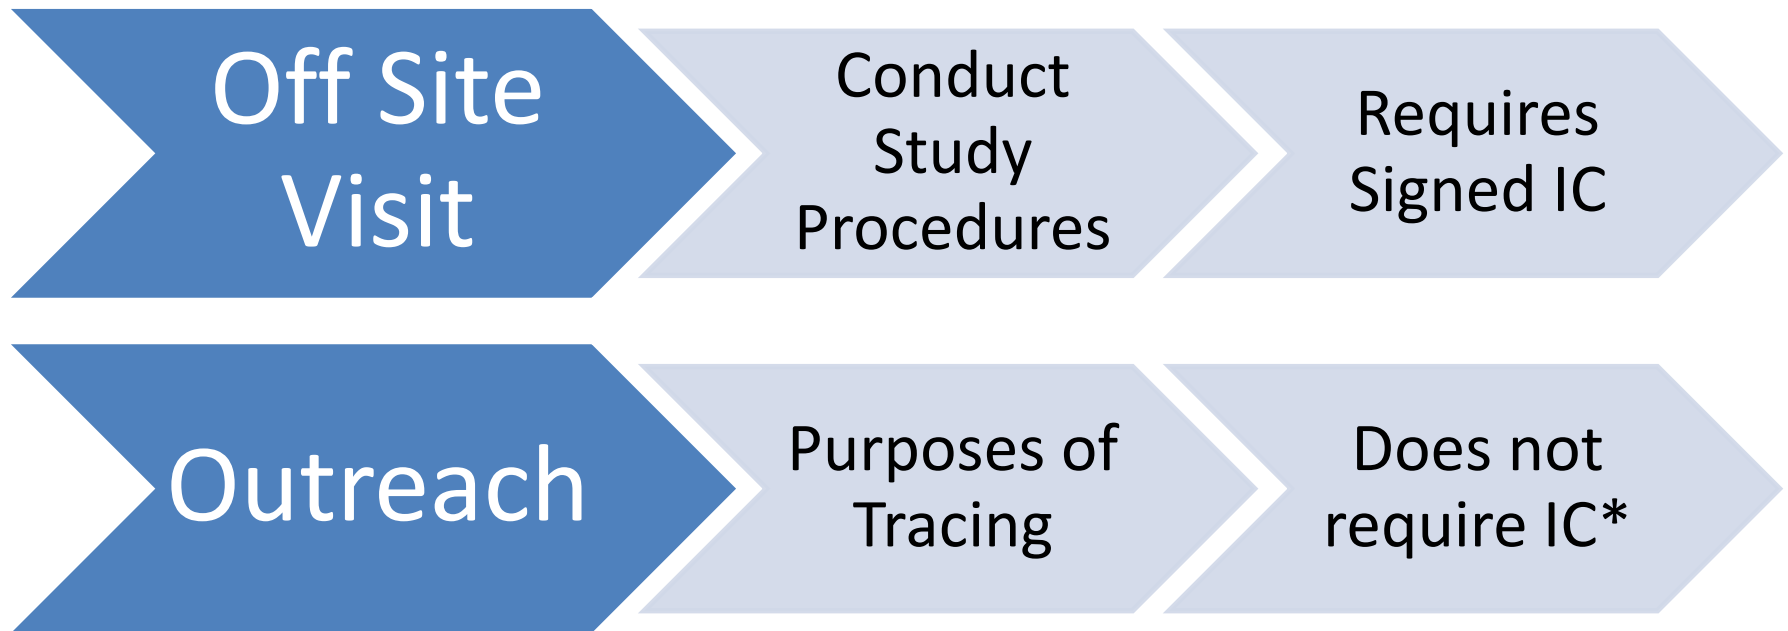 Off Site
Visit
Conduct
Study
Procedures
Requires
Signed IC
Outreach
Purposes of
Tracing
Does not
require IC*